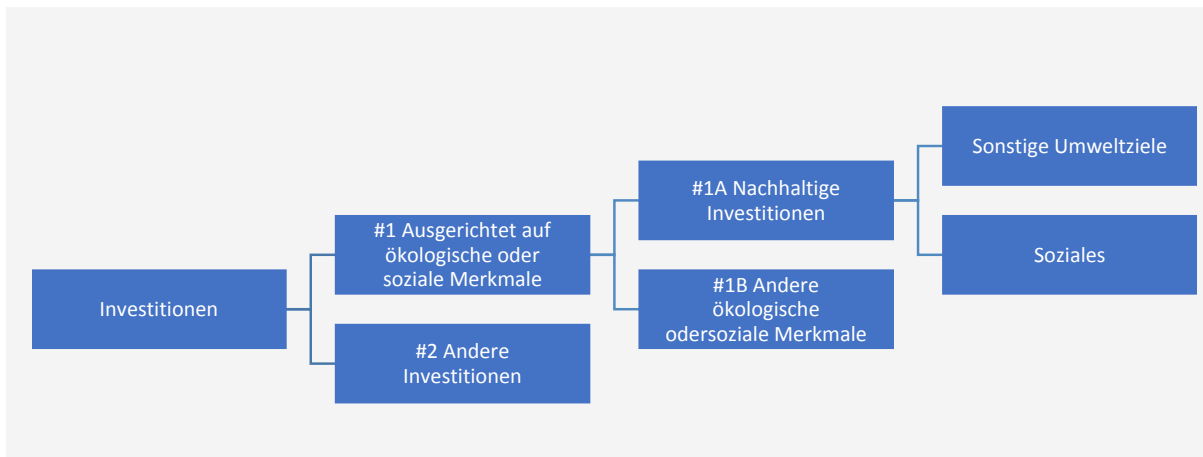 Investitionen
#1 Ausgerichtet auf
ökologische oder
soziale Merkmale
#2 Andere
Investitionen
#1A Nachhaltige
Investitionen
#1B Andere
ökologische
odersoziale Merkmale
Sonstige Umweltziele
Soziales